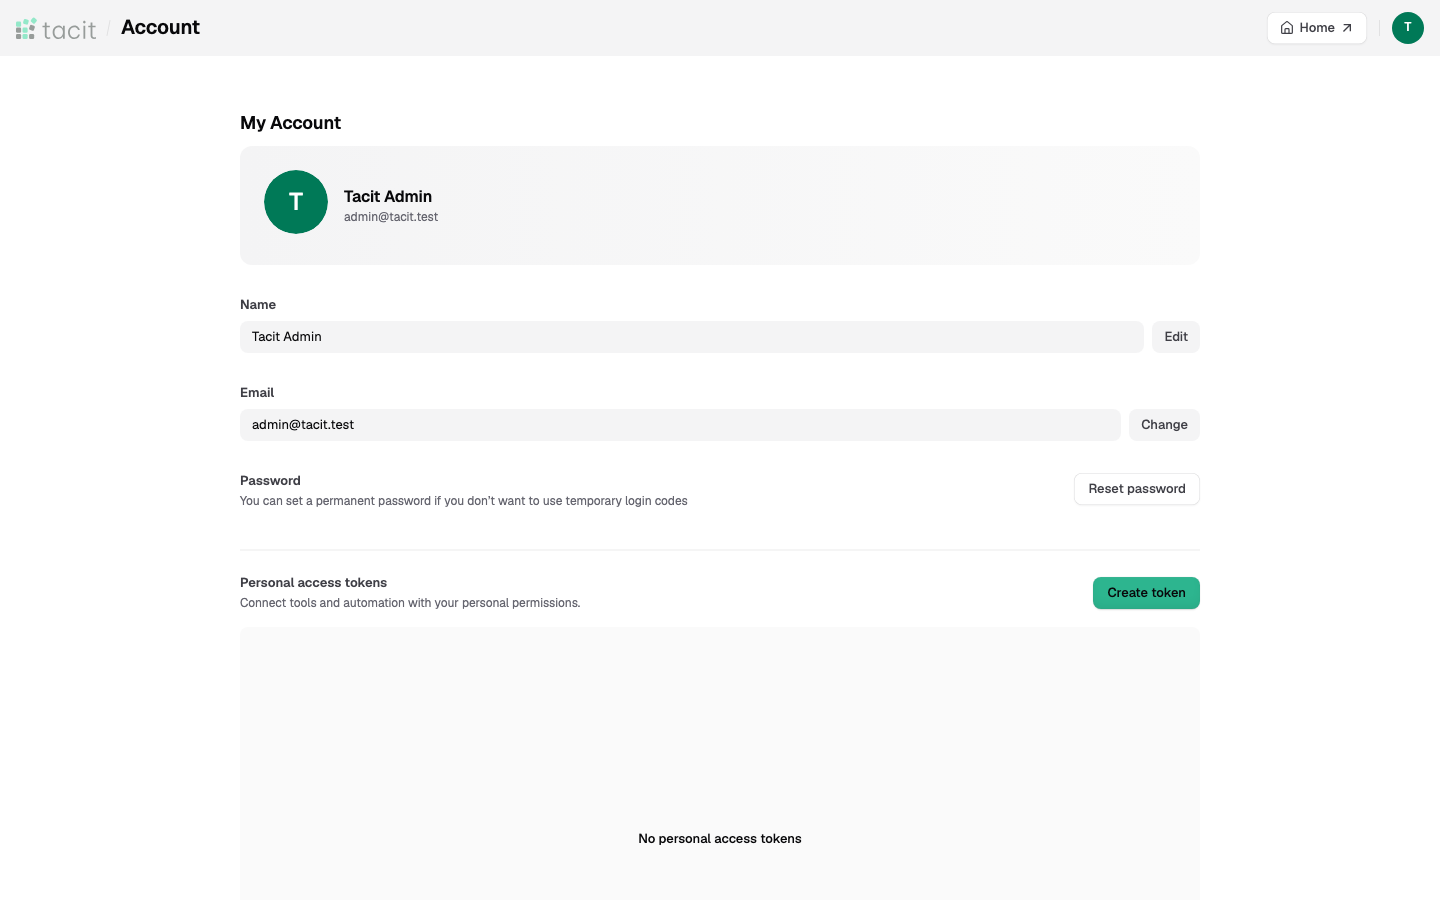 tacit / Account
Home
T
My Account
T
Tacit Admin
admin@tacit.test
Name
Tacit Admin
Edit
Email
admin@tacit.test
Change
Password
You can set a permanent password if you don't want to use temporary login codes
Reset password
Personal access tokens
Connect tools and automation with your personal permissions.
Create token
No personal access tokens